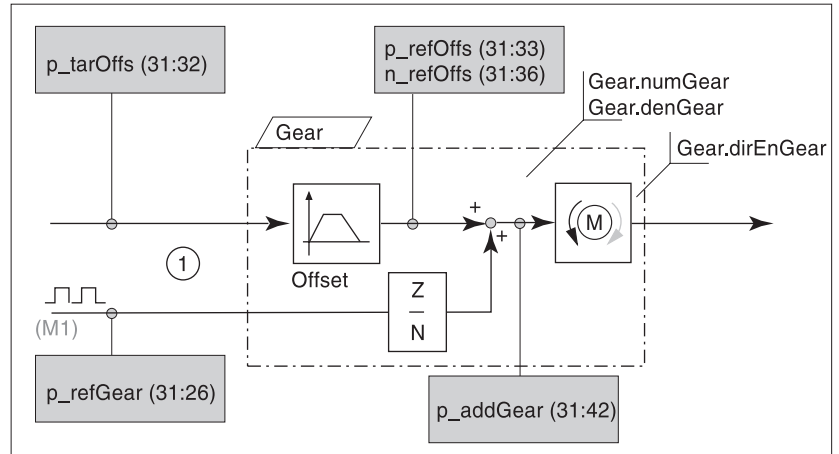 p_tarOffs (31:32)
p_refOffs (31:33)
n_refOffs (31:36)
Gear.numGear
Gear.denGear
Gear.dirEnGear
Gear
+
+
M
1
Offset
Z
N
(M1)
p_refGear (31:26)
p_addGear (31:42)